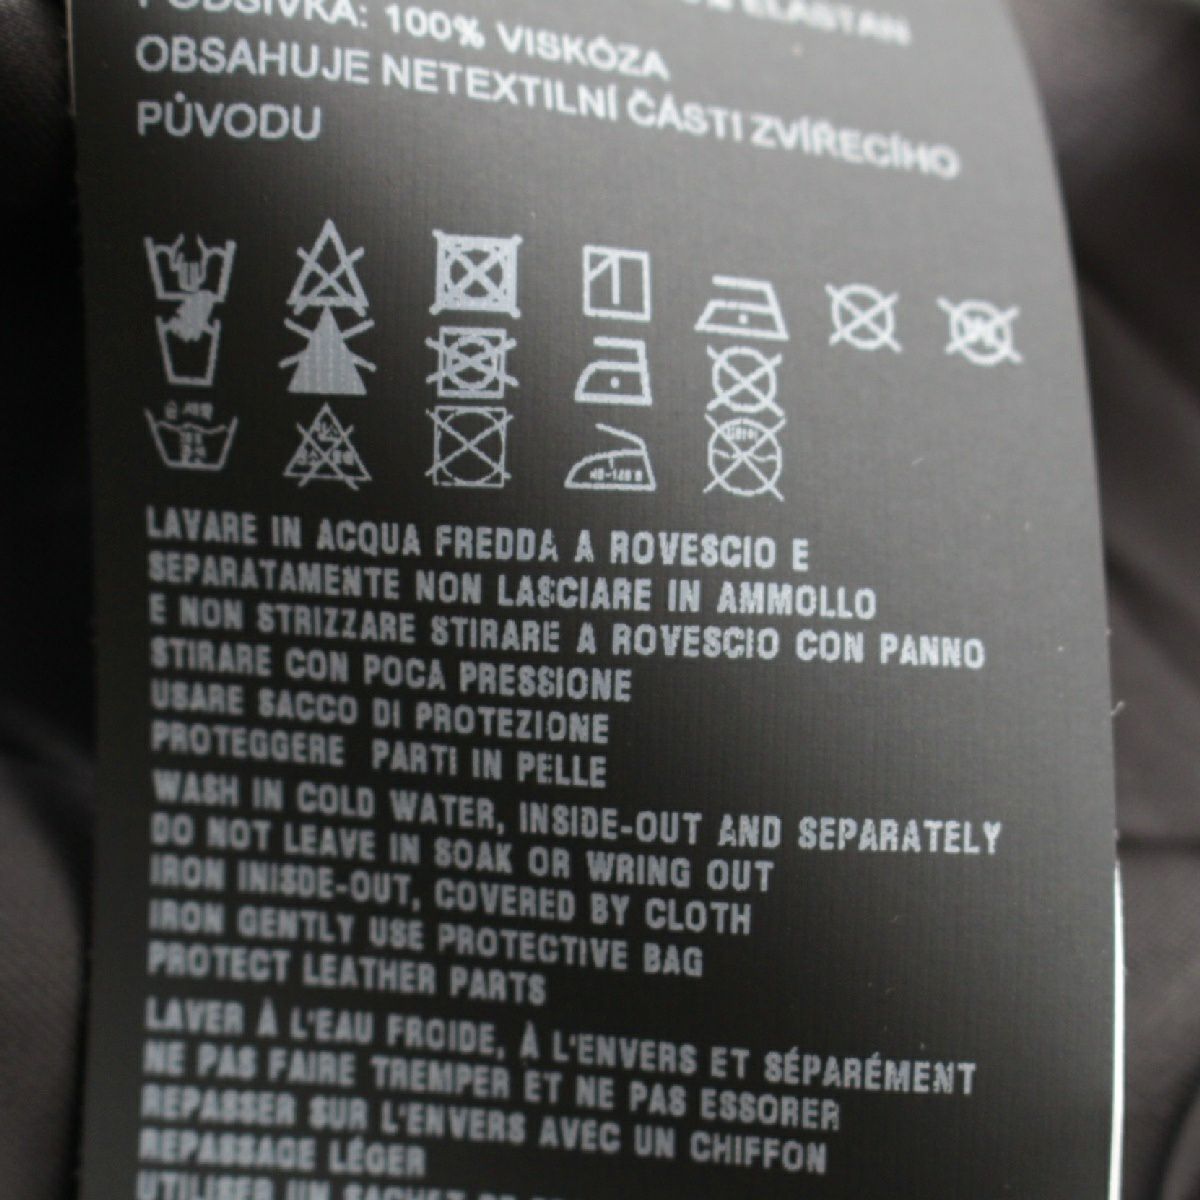 PODŠÍVKA: 100% VISKÓZA
ELASTAN
OBSAHUJE NETEXTILNÍ ČÁSTI ZVÍŘECÍHO
PŮVODU
LAVARE IN ACQUA FREDDA A ROVESCIO E
SEPARATAMENTE NON LASCIARE IN AMMOLLO
E NON STRIZZARE STIRARE A ROVESCIO CON PANNO
STIRARE CON POCA PRESSIONE
USARE SACCO DI PROTEZIONE
PROTEGGERE PARTI IN PELLE
WASH IN COLD WATER, INSIDE-OUT AND SEPARATELY
DO NOT LEAVE IN SOAK OR WRING OUT
IRON INISDE-OUT, COVERED BY CLOTH
IRON GENTLY USE PROTECTIVE BAG
PROTECT LEATHER PARTS
LAVER À L'EAU FROIDE, À L'ENVERS ET SÉPARÉMENT
NE PAS FAIRE TREMPER ET NE PAS ESSORER
REPASSER SUR L'ENVERS AVEC UN CHIFFON
REPASSAGE LÉGER
UTILISER UN